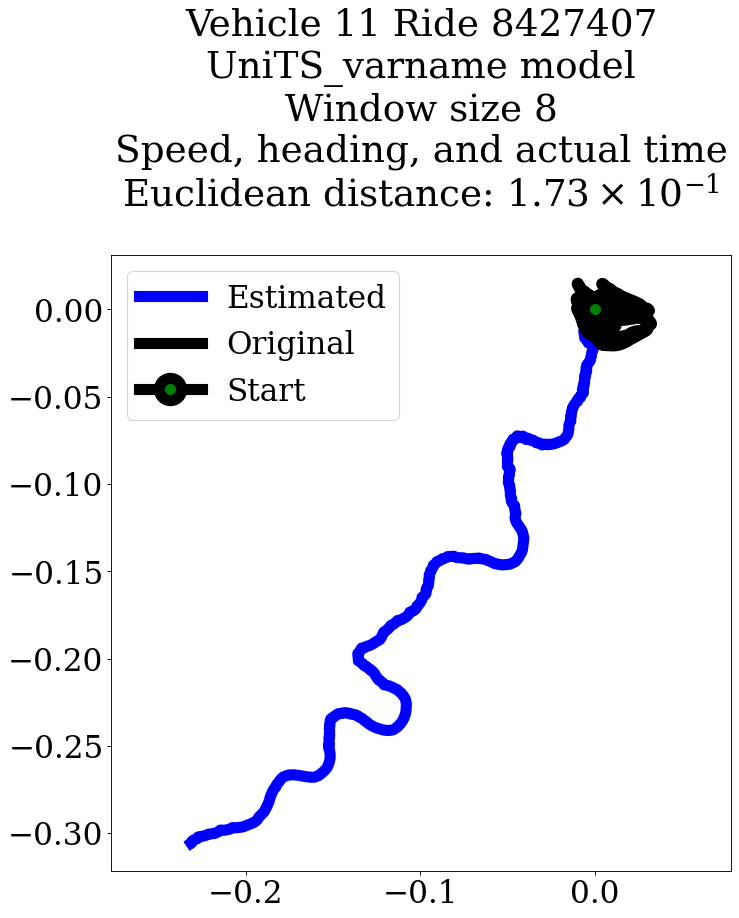 Vehicle 11 Ride 8427407
UniTS_varname model
Window size 8
Speed, heading, and actual time
Euclidean distance: 1.73 × 10⁻¹
Estimated
Original
Start
0.00
−0.05
−0.10
−0.15
−0.20
−0.25
−0.30
−0.2 −0.1 0.0